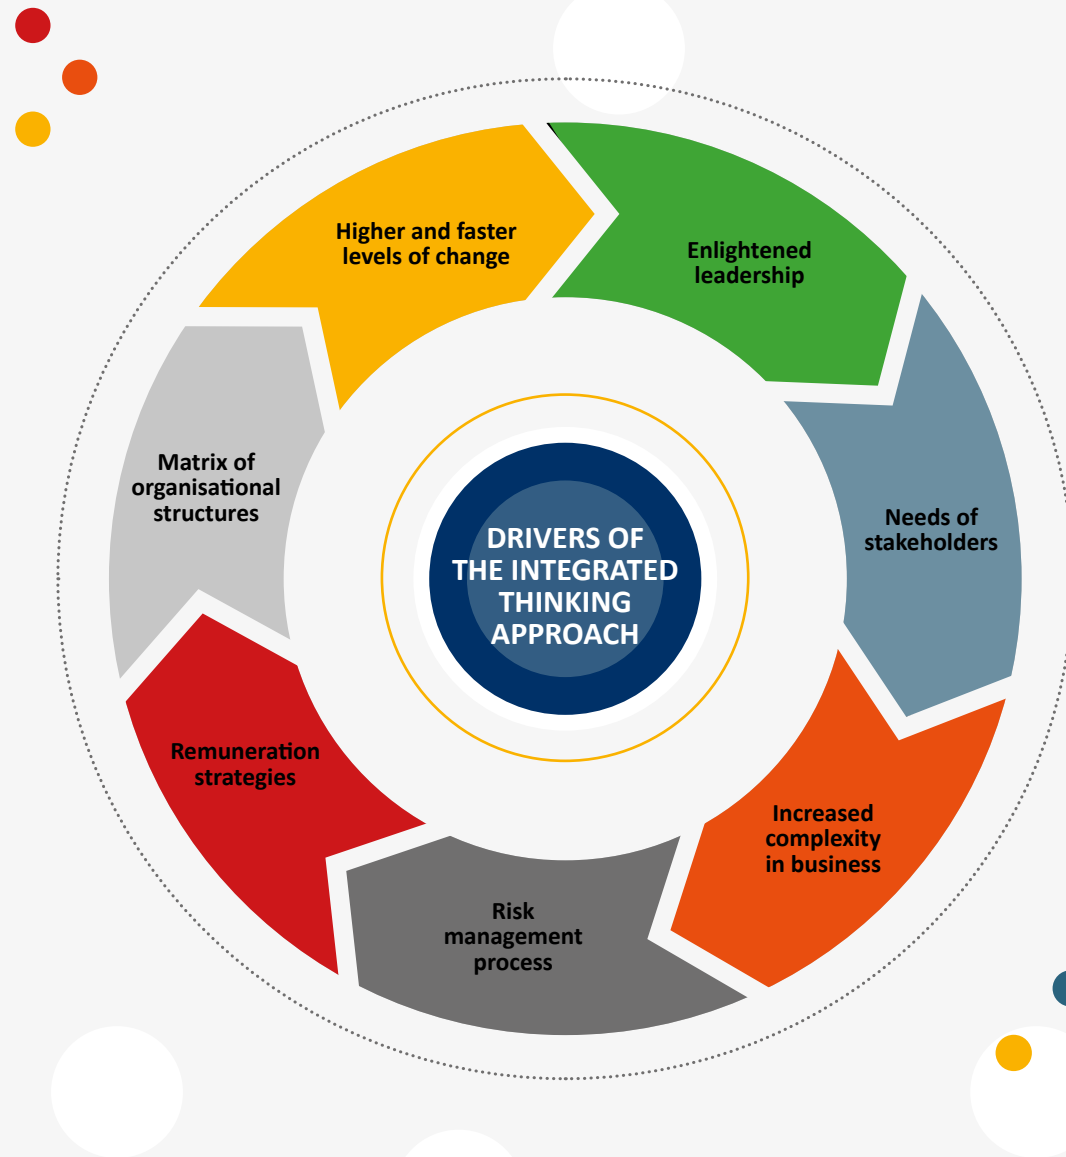 Higher and faster
levels of change
Enlightened
leadership
Needs of
stakeholders
Increased
complexity
in business
Risk
management
process
Remuneration
strategies
Matrix of
organisational
structures
DRIVERS OF
THE INTEGRATED
THINKING
APPROACH